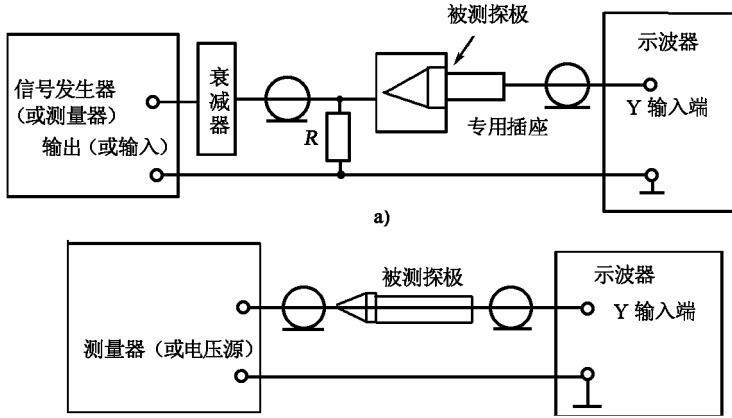 被测探极
示波器
信号发生器
（或测量器）
衰减器
Y 输入端
输出（或输入）
R
专用插座
a)
被测探极
示波器
Y 输入端
测量器（或电压源）